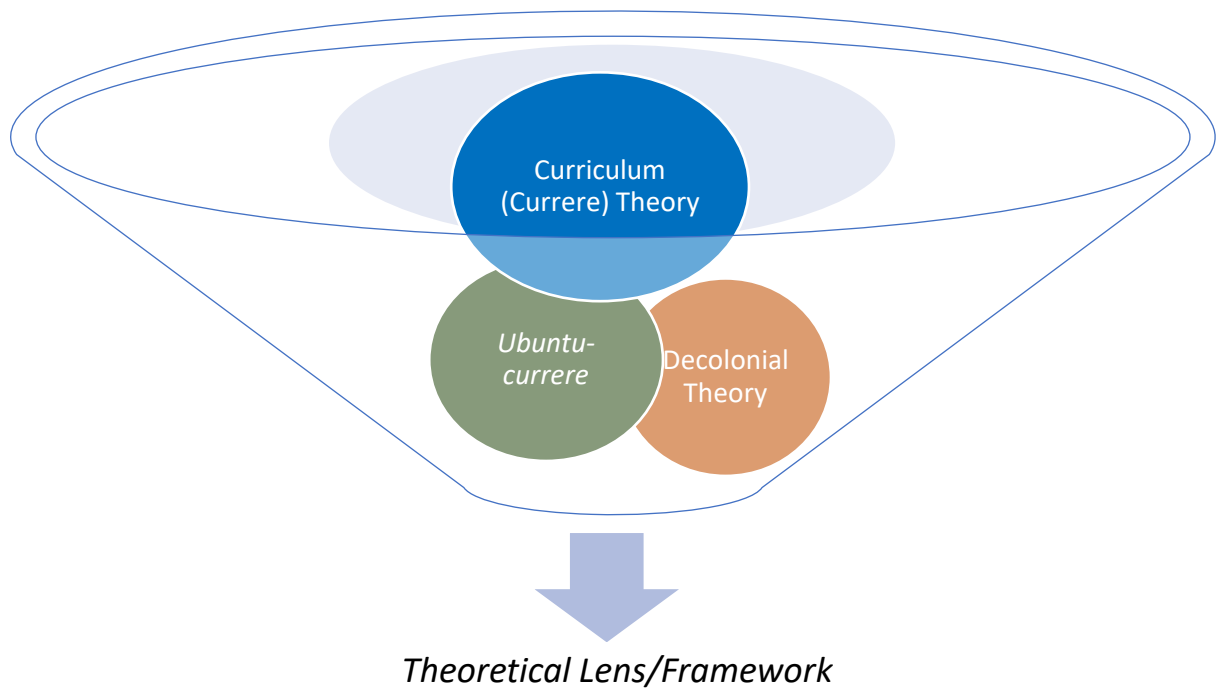 Curriculum
(Currere) Theory
Ubuntu-
currere
Decolonial
Theory
Theoretical Lens/Framework